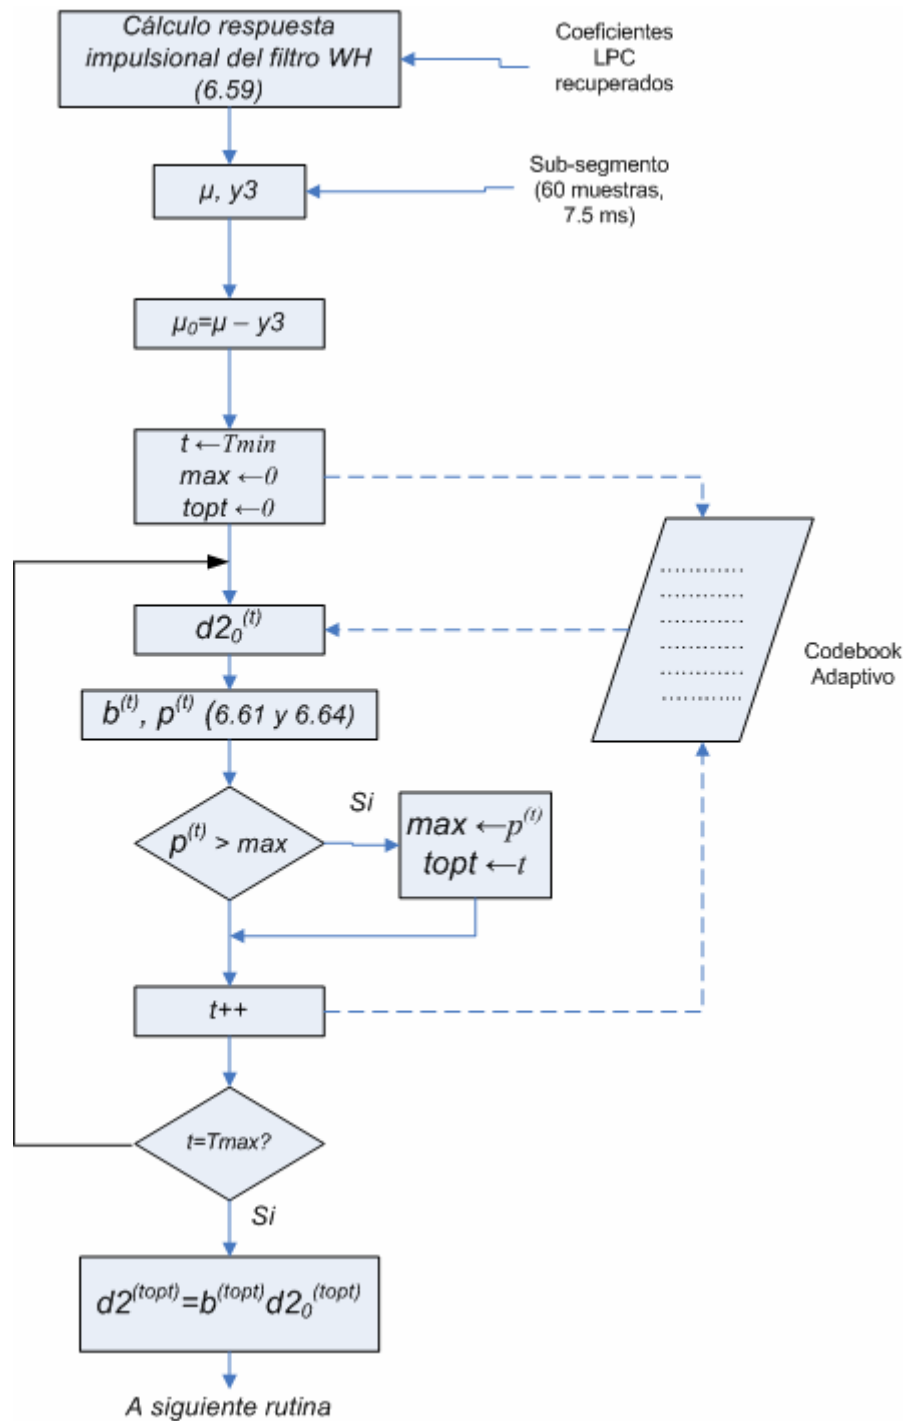 Cálculo respuesta
impulsional del filtro WH
(6.59)
Coeficientes
LPC
recuperados
μ, y3
Sub-segmento
(60 muestras,
7.5 ms)
μ₀=μ – y3
t ←Tmin
max ←0
topt ←0
d2₀^(t)
Codebook
Adaptivo
b^(t), p^(t) (6.61 y 6.64)
p^(t) > max
Si
max ←p^(t)
topt ←t
t++
t=Tmax?
Si
d2^(topt)=b^(topt)d2₀^(topt)
A siguiente rutina